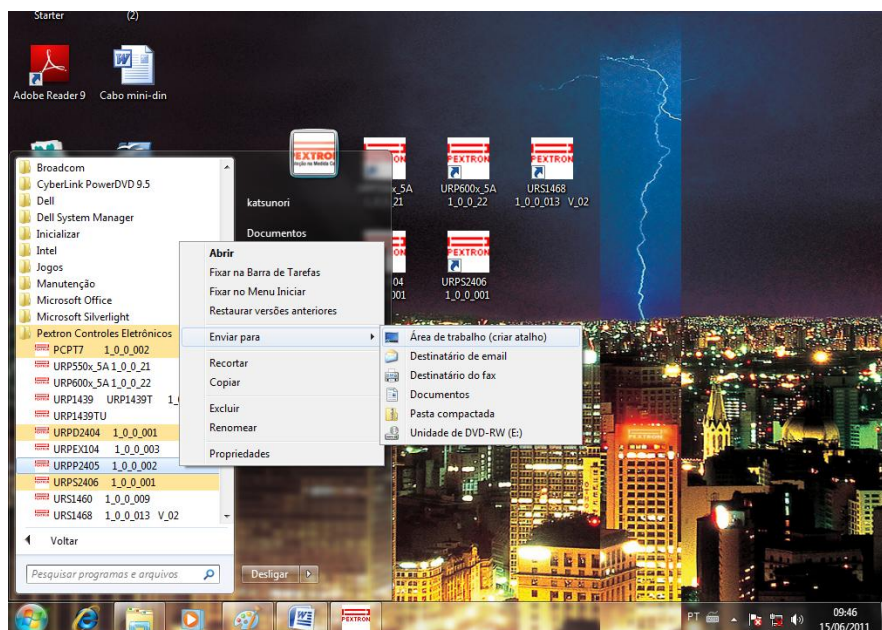 Starter
(2)
Adobe Reader 9
Cabo mini-din
PEXTRON
PEXTRON
PEXTRON
URP600x_5A
1_0_0_22
URS1468
1_0_0_013 V_02
PEXTRON
URPS2406
1_0_0_001
Broadcom
CyberLink PowerDVD 9.5
Dell
Dell System Manager
Inicializar
Intel
Jogos
Manutenção
Microsoft Office
Microsoft Silverlight
Pextron Controles Eletrônicos
PCPT7 1_0_0_002
URP550x_5A 1_0_0_21
URP600x_5A 1_0_0_22
URP1439 URP1439T
URP1439TU
URPD2404 1_0_0_001
URPEX104 1_0_0_003
URPP2405 1_0_0_002
URPS2406 1_0_0_001
URS1460 1_0_0_009
URS1468 1_0_0_013 V_02
Voltar
Pesquisar programas e arquivos
katsunori
Documentos
Desligar
Abrir
Fixar na Barra de Tarefas
Fixar no Menu Iniciar
Restaurar versões anteriores
Enviar para
Recortar
Copiar
Excluir
Renomear
Propriedades
Área de trabalho (criar atalho)
Destinatário de email
Destinatário do fax
Documentos
Pasta compactada
Unidade de DVD-RW (E:)
PEXTRON
PT
09:46
15/06/2011